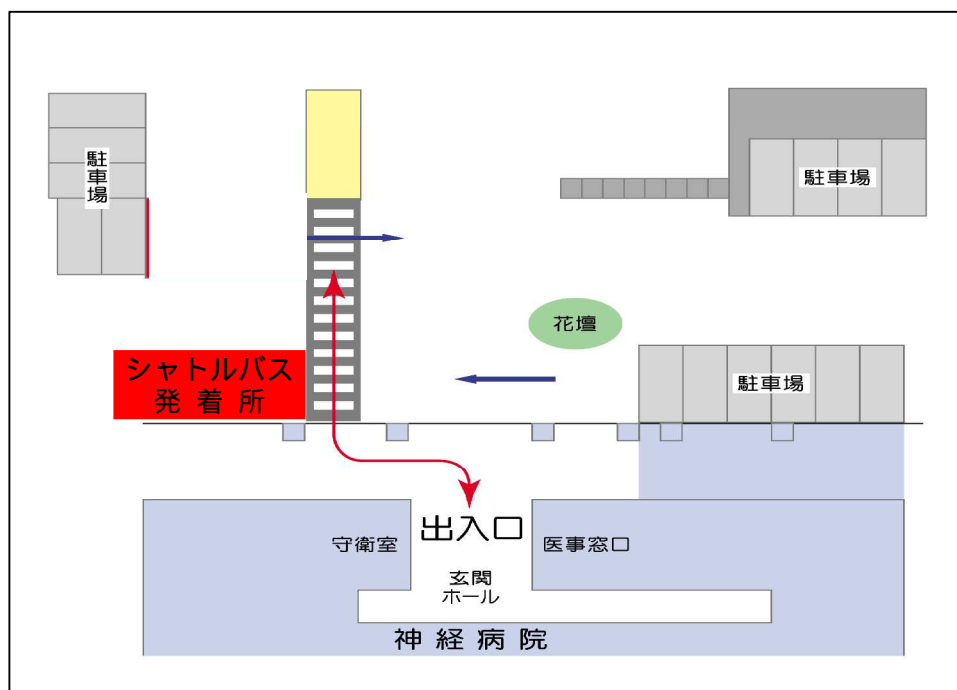 駐車場
駐車場
花壇
シャトルバス
発着所
駐車場
出入口
守衛室
医事窓口
玄関
ホール
神経病院